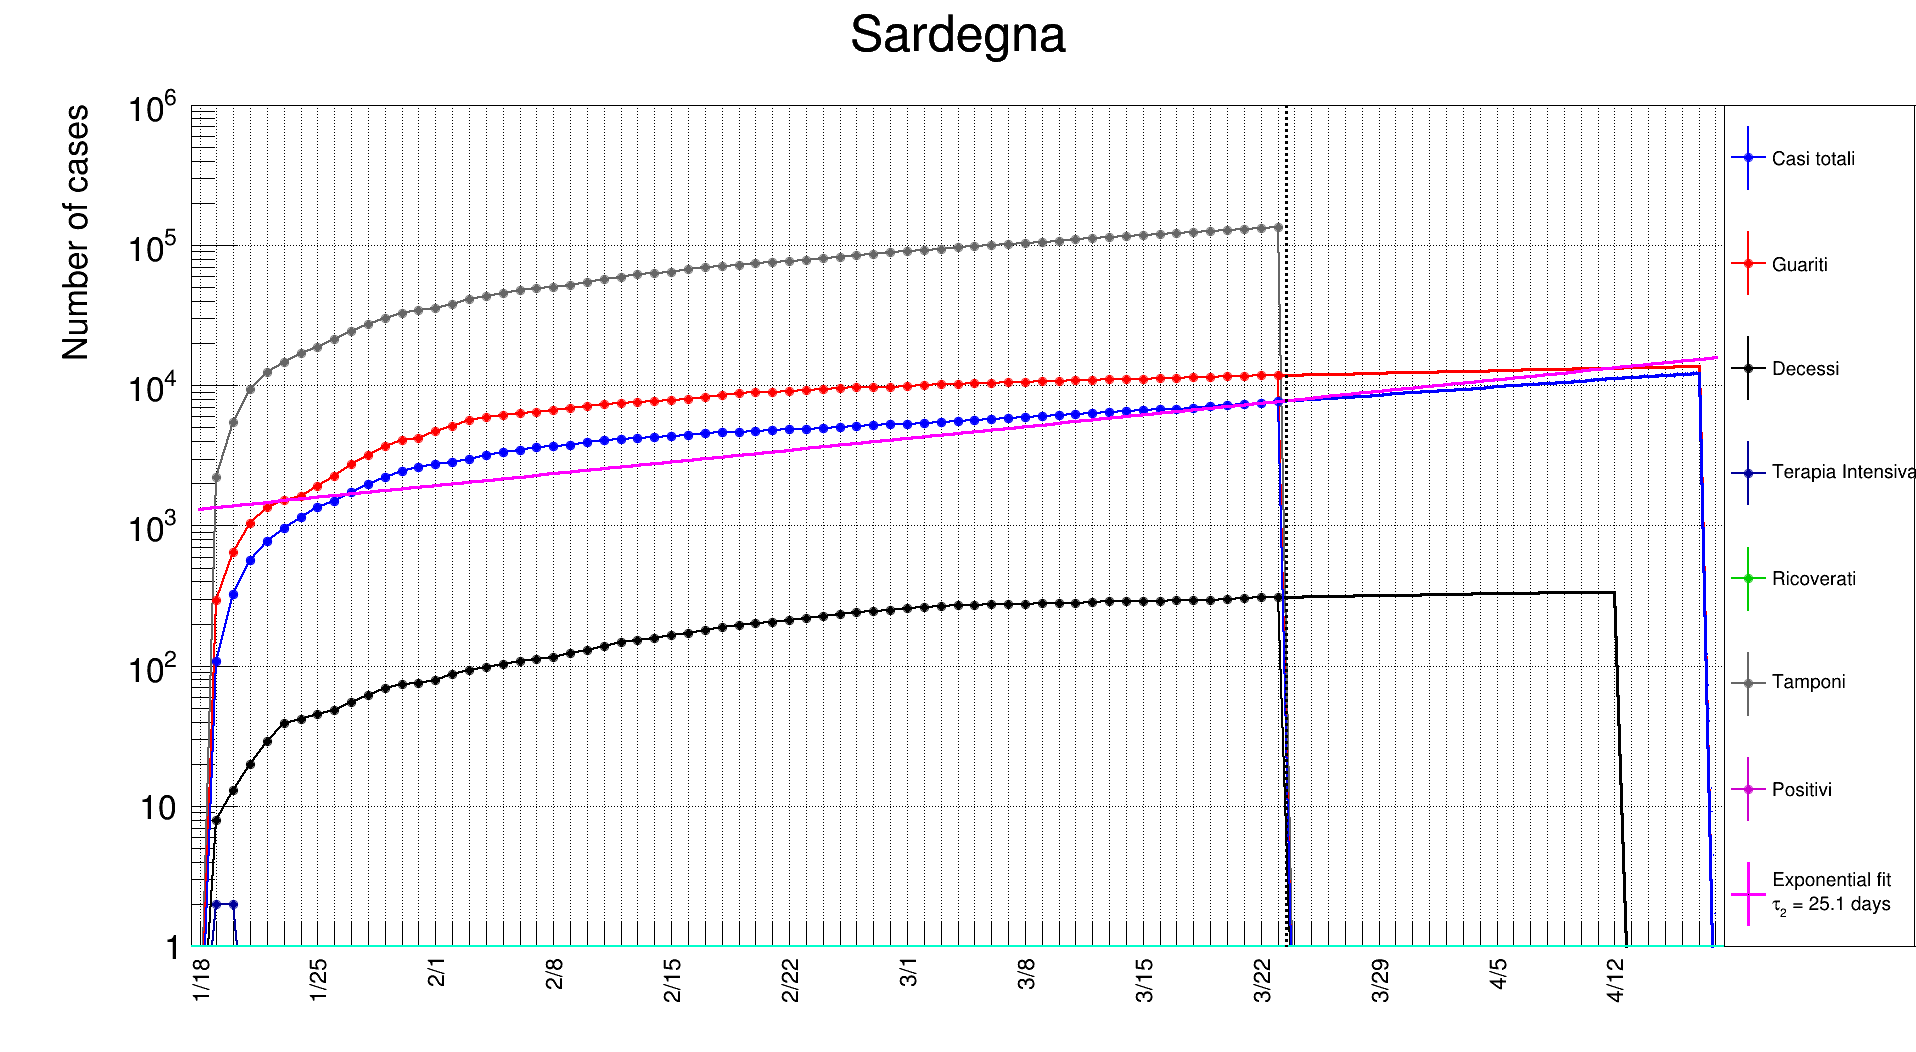 Sardegna
Number of cases
10^6
10^5
10^4
10^3
10^2
10
1
1/18
1/25
2/1
2/8
2/15
2/22
3/1
3/8
3/15
3/22
3/29
4/5
4/12
Casi totali
Guariti
Decessi
Terapia Intensiva
Ricoverati
Tamponi
Positivi
Exponential fit
τ_2 = 25.1 days